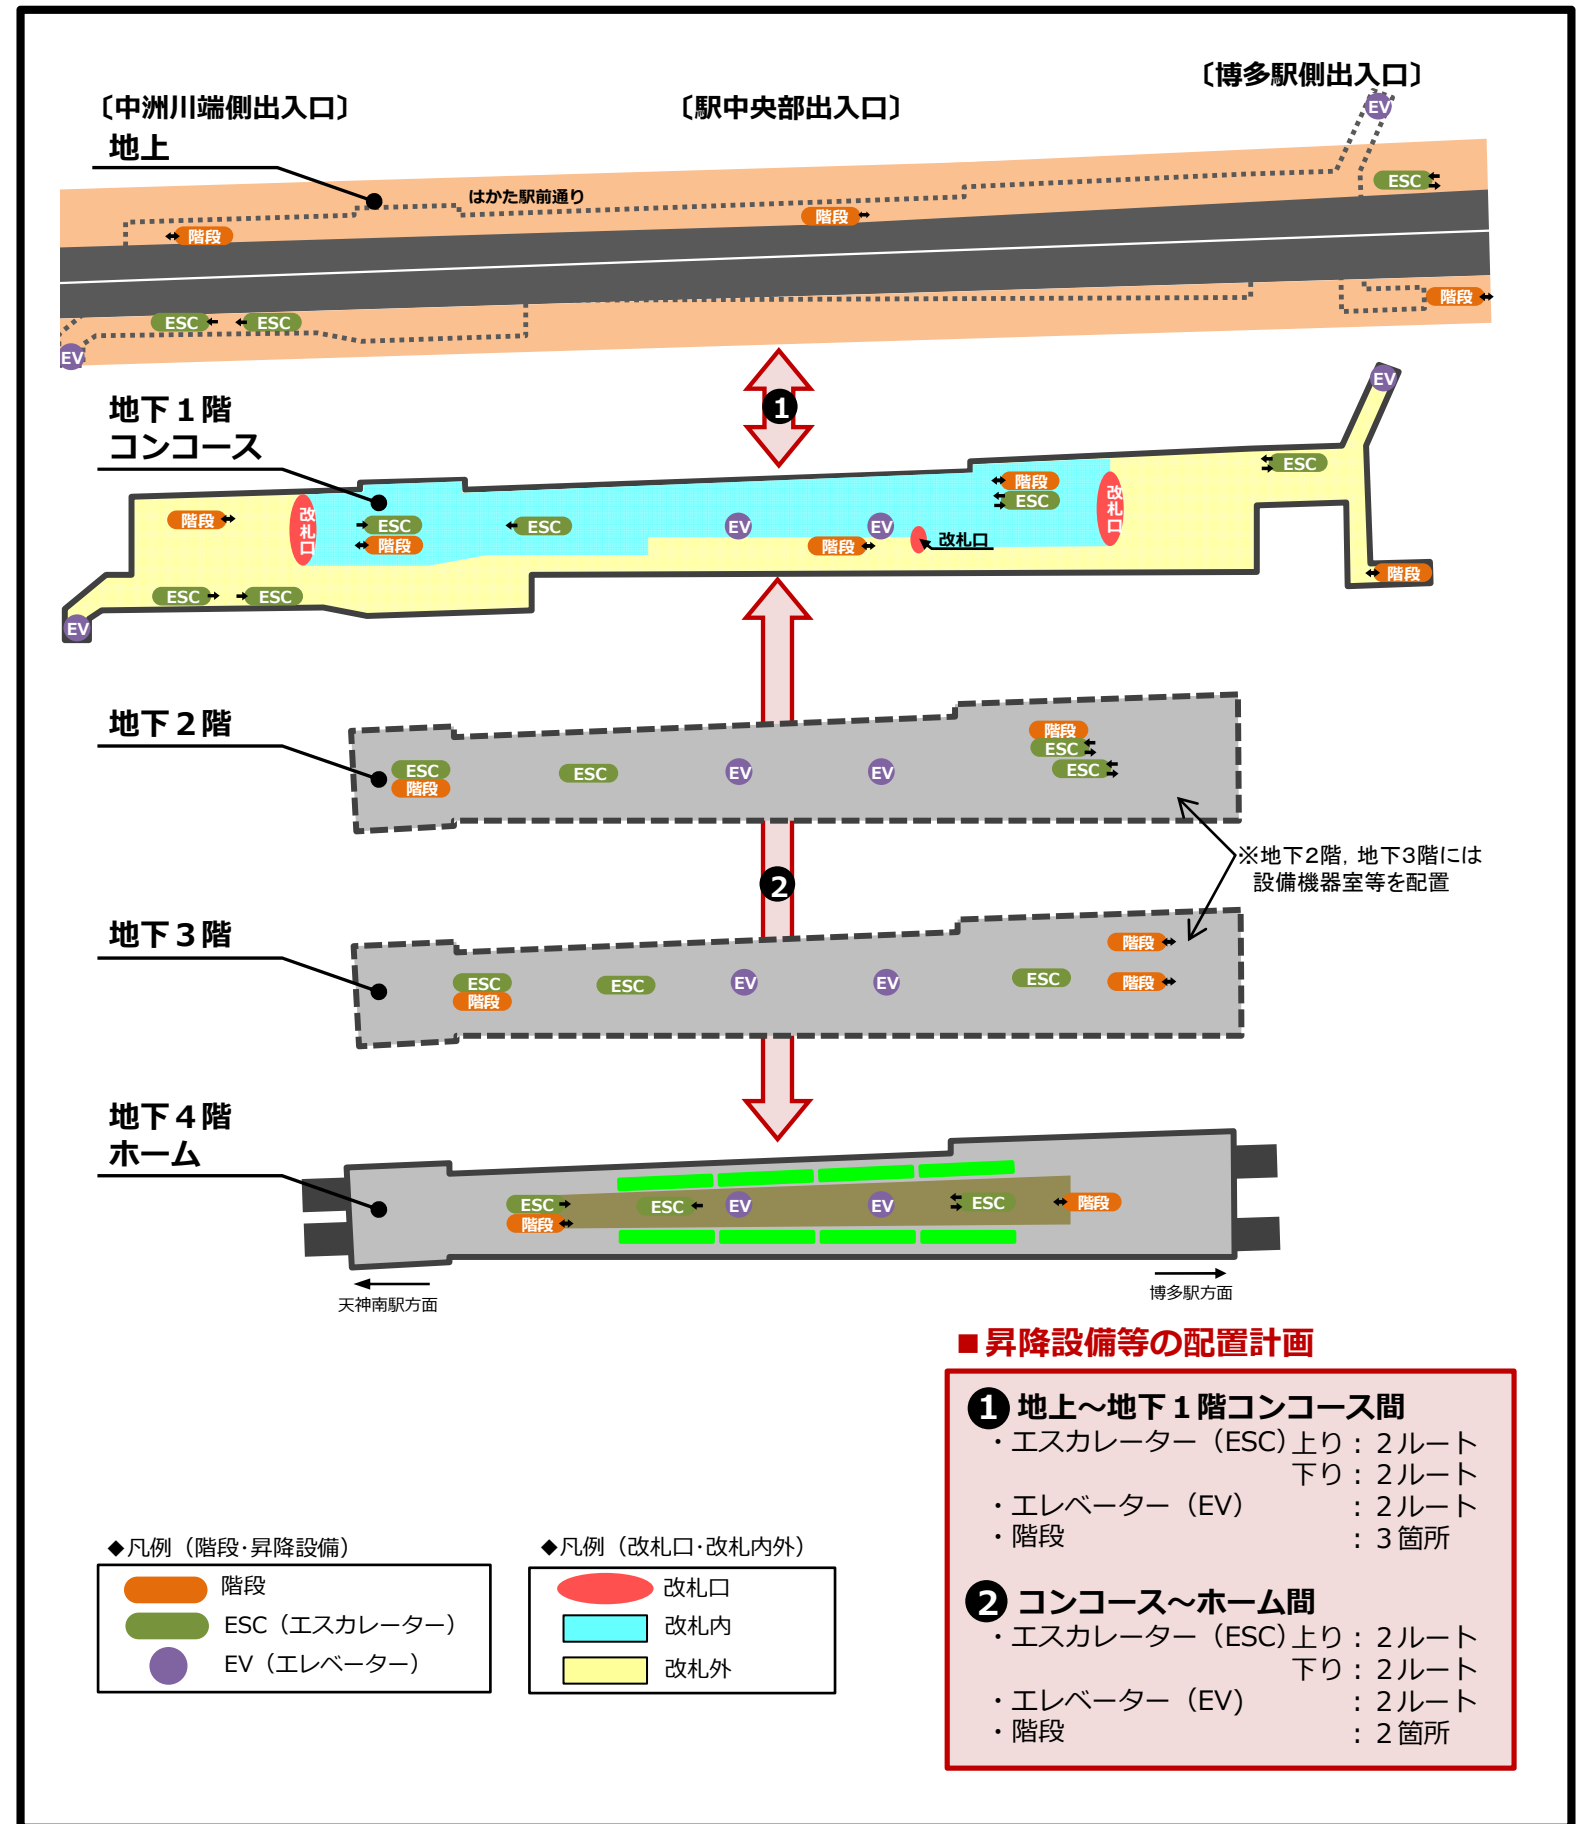 〔中洲川端側出入口〕
〔駅中央部出入口〕
〔博多駅側出入口〕
地上
はかた駅前通り
EV
ESC
階段
階段
階段
ESC
ESC
EV
❶
地下１階
コンコース
EV
階段
改札口
ESC
階段
ESC
EV
EV
階段
改札口
階段
ESC
改札口
ESC
階段
ESC
ESC
EV
地下２階
ESC
階段
ESC
EV
EV
階段
ESC
ESC
※地下2階，地下3階には
設備機器室等を配置
❷
地下３階
ESC
階段
ESC
EV
EV
ESC
階段
階段
地下４階
ホーム
ESC
階段
ESC
EV
EV
ESC
階段
天神南駅方面
博多駅方面
■昇降設備等の配置計画
❶ 地上～地下１階コンコース間
・エスカレーター（ESC）上り：２ルート
下り：２ルート
・エレベーター（EV）：２ルート
・階段：３箇所
❷ コンコース～ホーム間
・エスカレーター（ESC）上り：２ルート
下り：２ルート
・エレベーター（EV)：２ルート
・階段：２箇所
◆凡例（階段･昇降設備）
階段
ESC（エスカレーター）
EV（エレベーター）
◆凡例（改札口･改札内外）
改札口
改札内
改札外